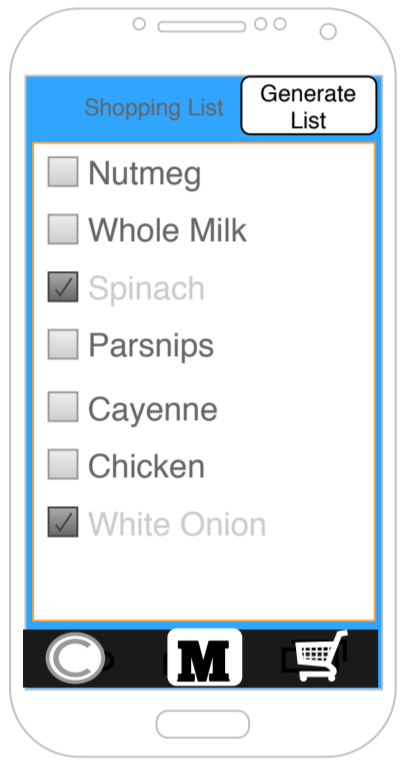 Shopping List
Generate
List
Nutmeg
Whole Milk
Spinach
Parsnips
Cayenne
Chicken
White Onion
C
M